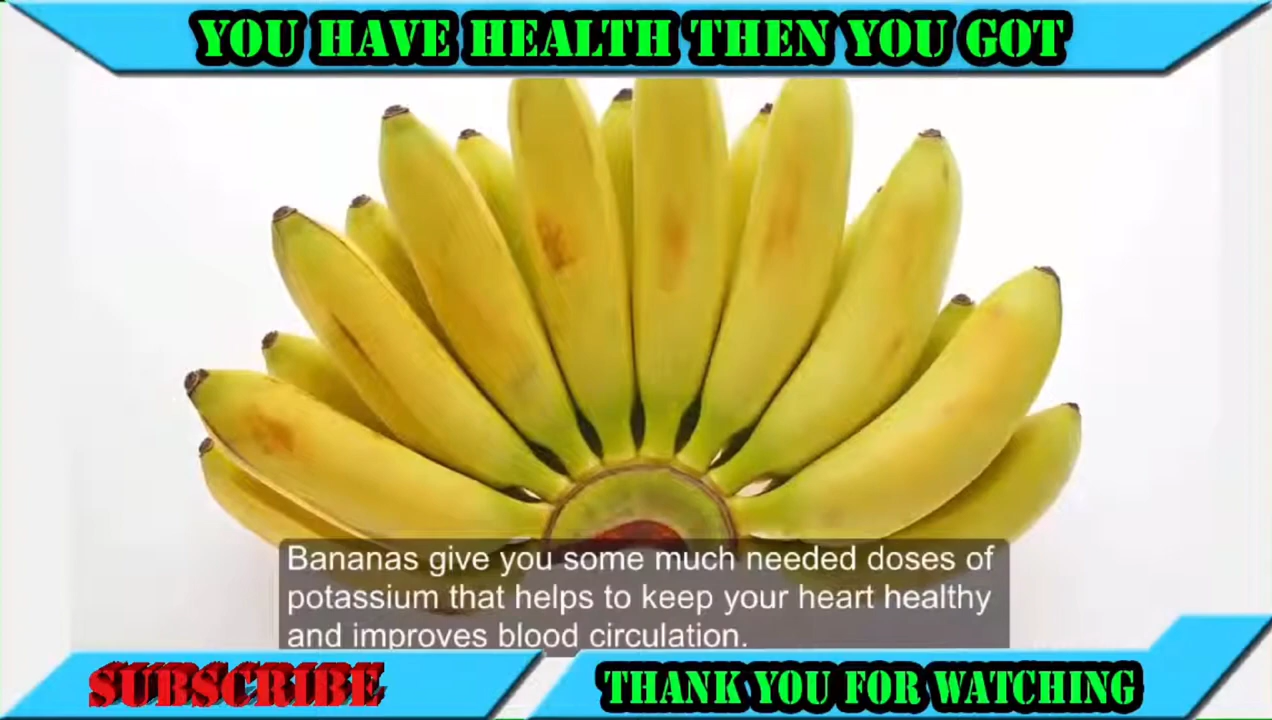 YOU HAVE HEALTH THEN YOU GOT
Bananas give you some much needed doses of
potassium that helps to keep your heart healthy
and improves blood circulation.
SUBSCRIBE
THANK YOU FOR WATCHING